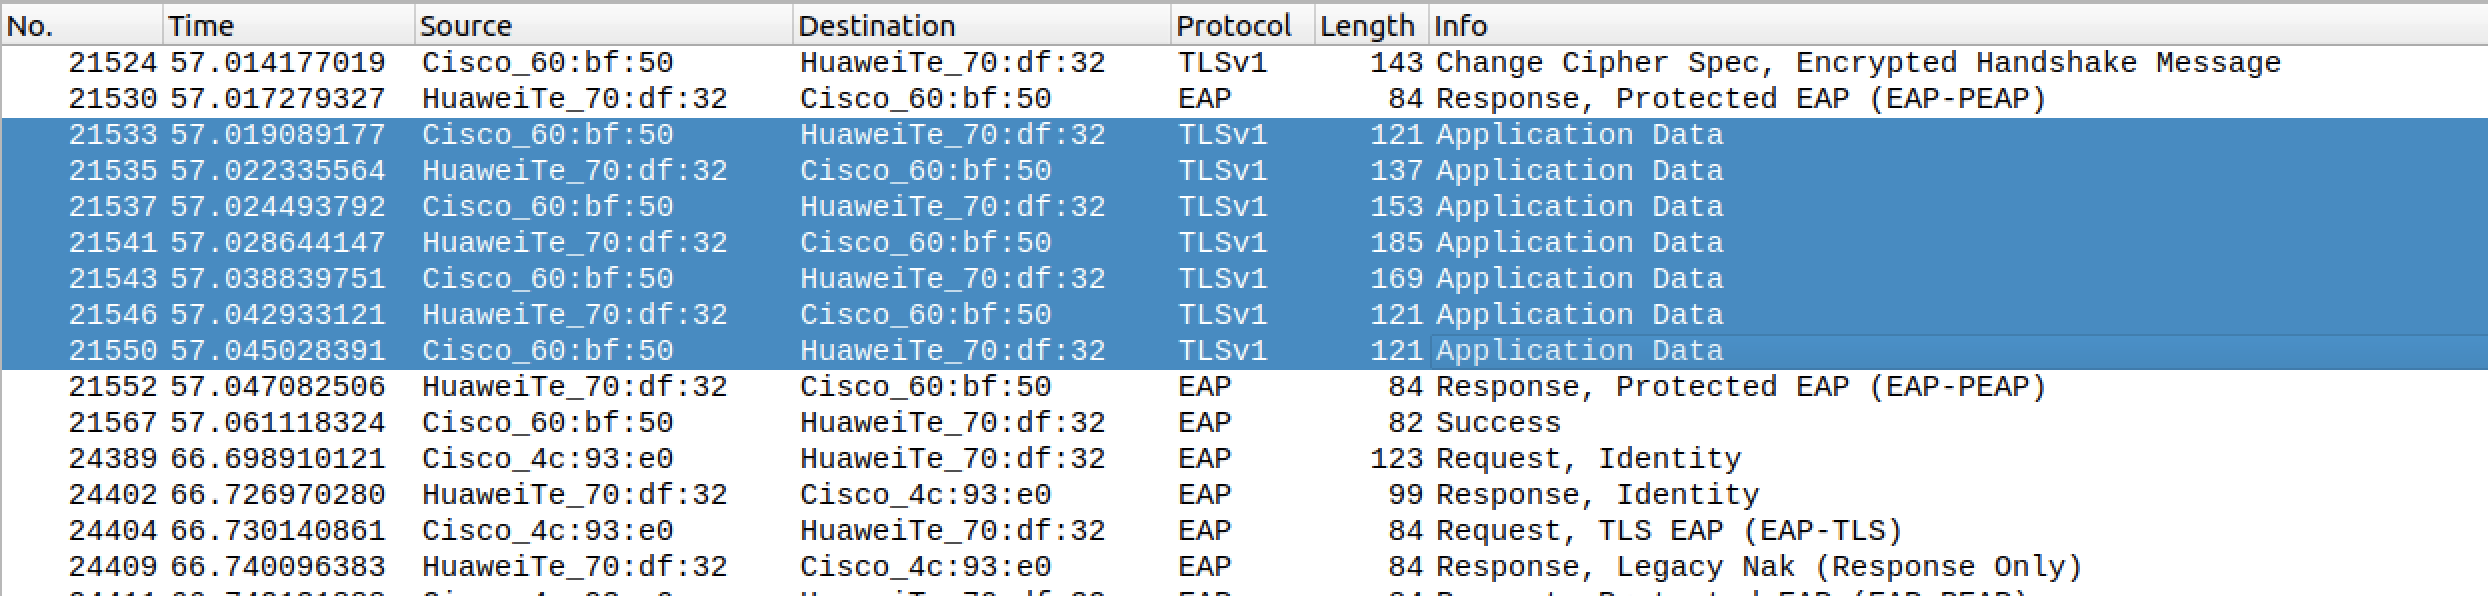 No. Time Source Destination Protocol Length Info
21524 57.014177019 Cisco_60:bf:50 HuaweiTe_70:df:32 TLSv1 143 Change Cipher Spec, Encrypted Handshake Message
21530 57.017279327 HuaweiTe_70:df:32 Cisco_60:bf:50 EAP 84 Response, Protected EAP (EAP-PEAP)
21533 57.019089177 Cisco_60:bf:50 HuaweiTe_70:df:32 TLSv1 121 Application Data
21535 57.022335564 HuaweiTe_70:df:32 Cisco_60:bf:50 TLSv1 137 Application Data
21537 57.024493792 Cisco_60:bf:50 HuaweiTe_70:df:32 TLSv1 153 Application Data
21541 57.028644147 HuaweiTe_70:df:32 Cisco_60:bf:50 TLSv1 185 Application Data
21543 57.038839751 Cisco_60:bf:50 HuaweiTe_70:df:32 TLSv1 169 Application Data
21546 57.042933121 HuaweiTe_70:df:32 Cisco_60:bf:50 TLSv1 121 Application Data
21550 57.045028391 Cisco_60:bf:50 HuaweiTe_70:df:32 TLSv1 121 Application Data
21552 57.047082506 HuaweiTe_70:df:32 Cisco_60:bf:50 EAP 84 Response, Protected EAP (EAP-PEAP)
21567 57.061118324 Cisco_60:bf:50 HuaweiTe_70:df:32 EAP 82 Success
24389 66.698910121 Cisco_4c:93:e0 HuaweiTe_70:df:32 EAP 123 Request, Identity
24402 66.726970280 HuaweiTe_70:df:32 Cisco_4c:93:e0 EAP 99 Response, Identity
24404 66.730140861 Cisco_4c:93:e0 HuaweiTe_70:df:32 EAP 84 Request, TLS EAP (EAP-TLS)
24409 66.740096383 HuaweiTe_70:df:32 Cisco_4c:93:e0 EAP 84 Response, Legacy Nak (Response Only)